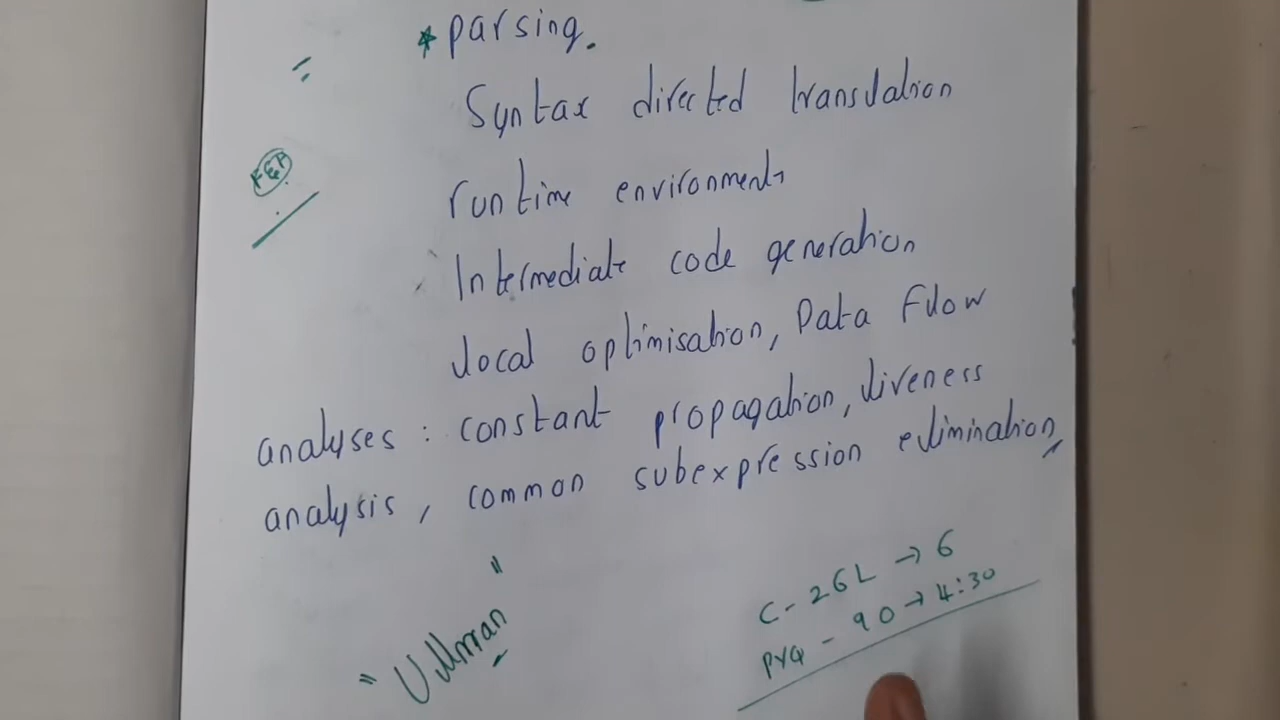 * parsing.
Syntax directed translation
runtime environments
Intermediate code generation
local optimisation, Data Flow
analyses : constant propagation, liveness
analysis, common subexpression elimination
C - 26L → 6
PYQ - 90 → 4:30